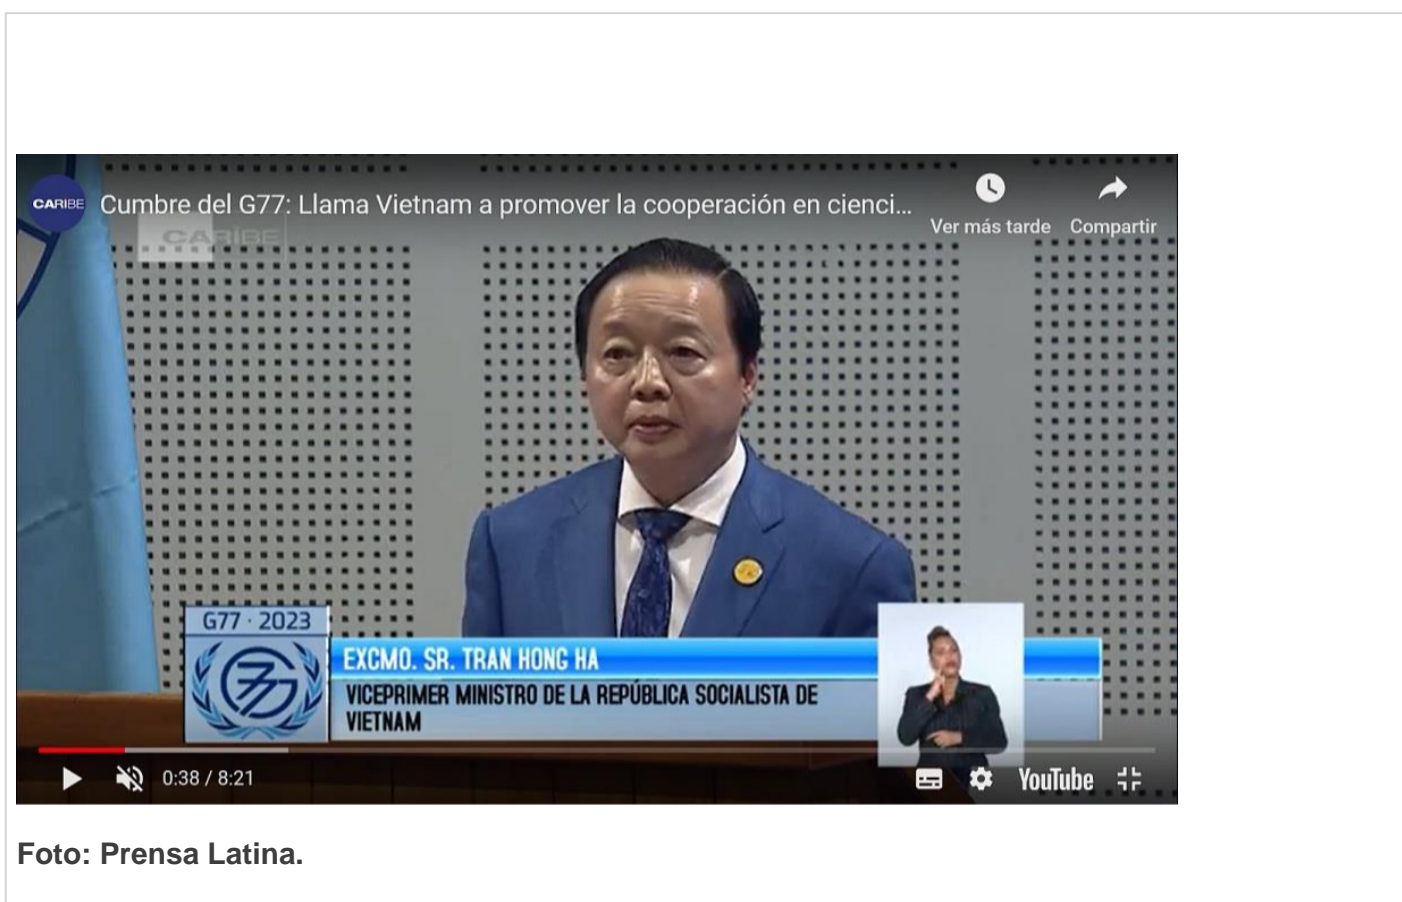 CARIBE
Cumbre del G77: Llama Vietnam a promover la cooperación en cienci...
Ver más tarde
Compartir
CARIBE
G77 · 2023
EXCMO. SR. TRAN HONG HA
VICEPRIMER MINISTRO DE LA REPÚBLICA SOCIALISTA DE
VIETNAM
0:38 / 8:21
YouTube
Foto: Prensa Latina.